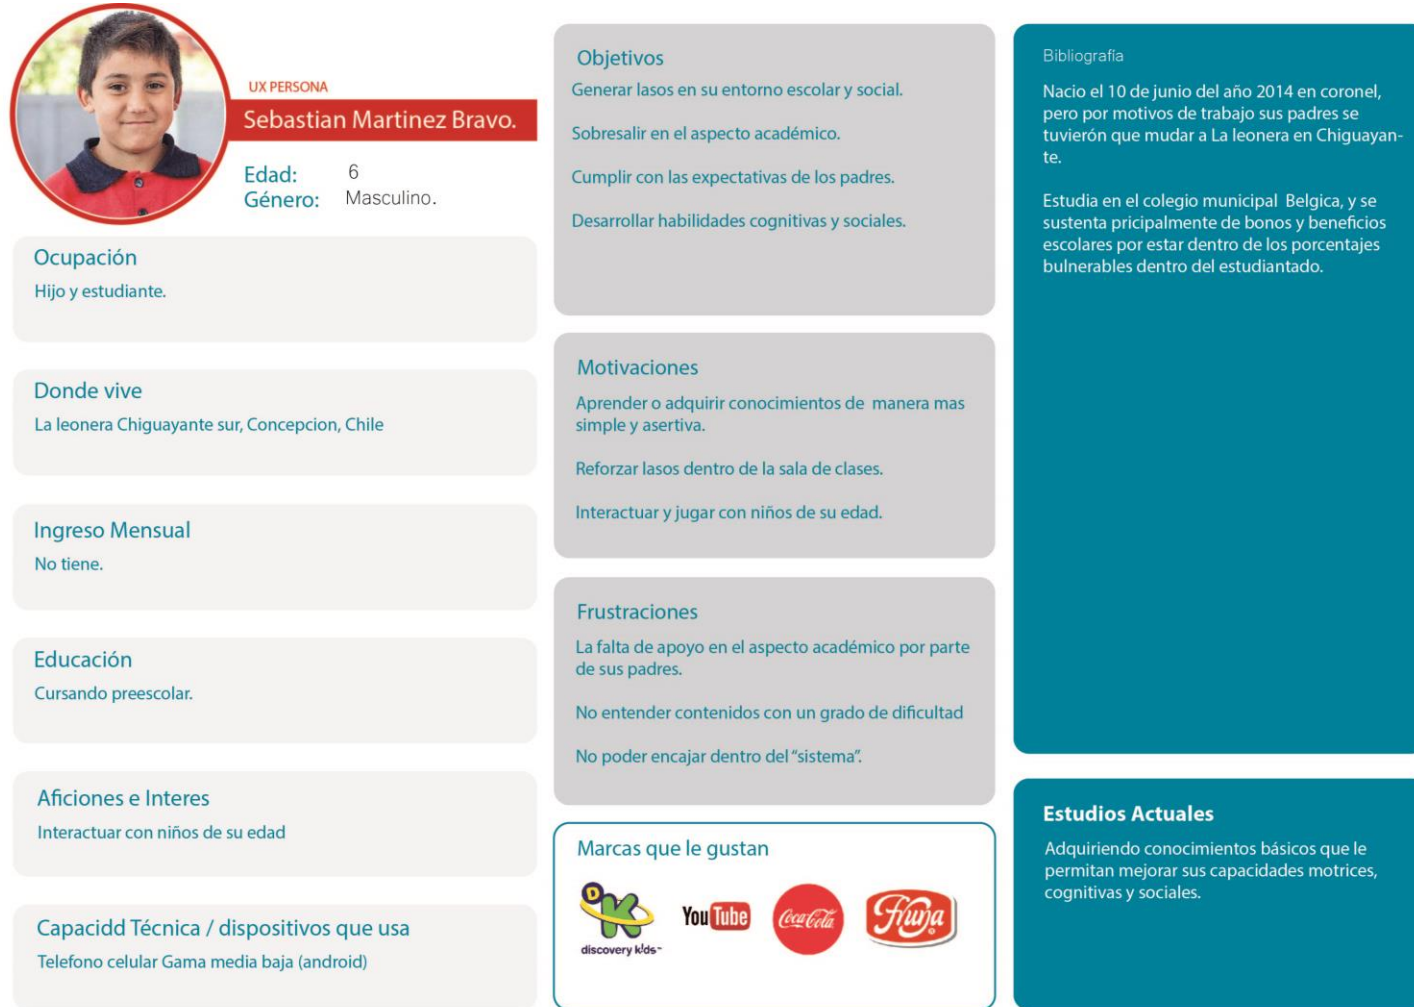 UX PERSONA
Sebastian Martinez Bravo.
Edad: 6
Género: Masculino.
Ocupación
Hijo y estudiante.
Donde vive
La leonera Chiguayante sur, Concepcion, Chile
Ingreso Mensual
No tiene.
Educación
Cursando preescolar.
Aficiones e Interes
Interactuar con niños de su edad
Capacidd Técnica / dispositivos que usa
Telefono celular Gama media baja (android)
Objetivos
Generar lasos en su entorno escolar y social.
Sobresalir en el aspecto académico.
Cumplir con las expectativas de los padres.
Desarrollar habilidades cognitivas y sociales.
Motivaciones
Aprender o adquirir conocimientos de manera mas
simple y asertiva.
Reforzar lasos dentro de la sala de clases.
Interactuar y jugar con niños de su edad.
Frustraciones
La falta de apoyo en el aspecto académico por parte
de sus padres.
No entender contenidos con un grado de dificultad
No poder encajar dentro del “sistema”.
Marcas que le gustan
D K
discovery kids™
YouTube
Coca-Cola
Fruna
Bibliografía
Nacio el 10 de junio del año 2014 en coronel,
pero por motivos de trabajo sus padres se
tuvierón que mudar a La leonera en Chiguayan-
te.
Estudia en el colegio municipal Belgica, y se
sustenta pricipalmente de bonos y beneficios
escolares por estar dentro de los porcentajes
bulnerables dentro del estudiantado.
Estudios Actuales
Adquiriendo conocimientos básicos que le
permitan mejorar sus capacidades motrices,
cognitivas y sociales.